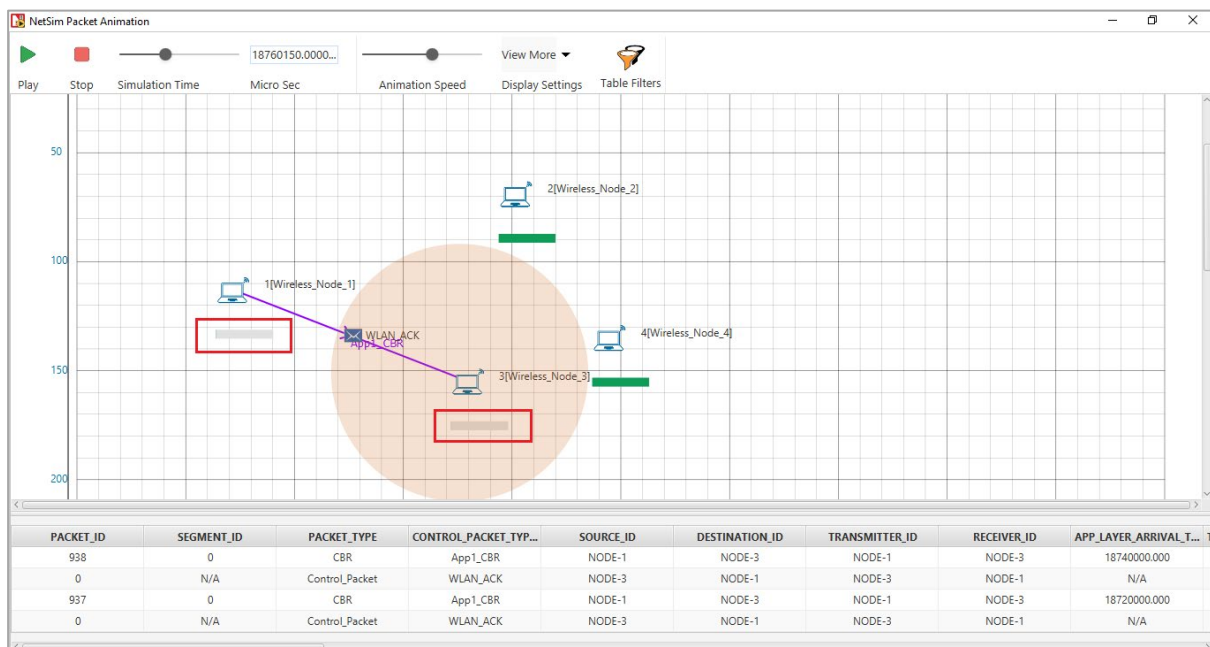 NetSim Packet Animation
18760150.0000...
View More
Play Stop Simulation Time Micro Sec Animation Speed Display Settings Table Filters
50
2[Wireless_Node_2]
100
1[Wireless_Node_1]
WLAN_ACK
App1_CBR
4[Wireless_Node_4]
150
3[Wireless_Node_3]
200
PACKET_ID SEGMENT_ID PACKET_TYPE CONTROL_PACKET_TYP... SOURCE_ID DESTINATION_ID TRANSMITTER_ID RECEIVER_ID APP_LAYER_ARRIVAL_T...
938 0 CBR App1_CBR NODE-1 NODE-3 NODE-1 NODE-3 18740000.000
0 N/A Control_Packet WLAN_ACK NODE-3 NODE-1 NODE-3 NODE-1 N/A
937 0 CBR App1_CBR NODE-1 NODE-3 NODE-1 NODE-3 18720000.000
0 N/A Control_Packet WLAN_ACK NODE-3 NODE-1 NODE-3 NODE-1 N/A